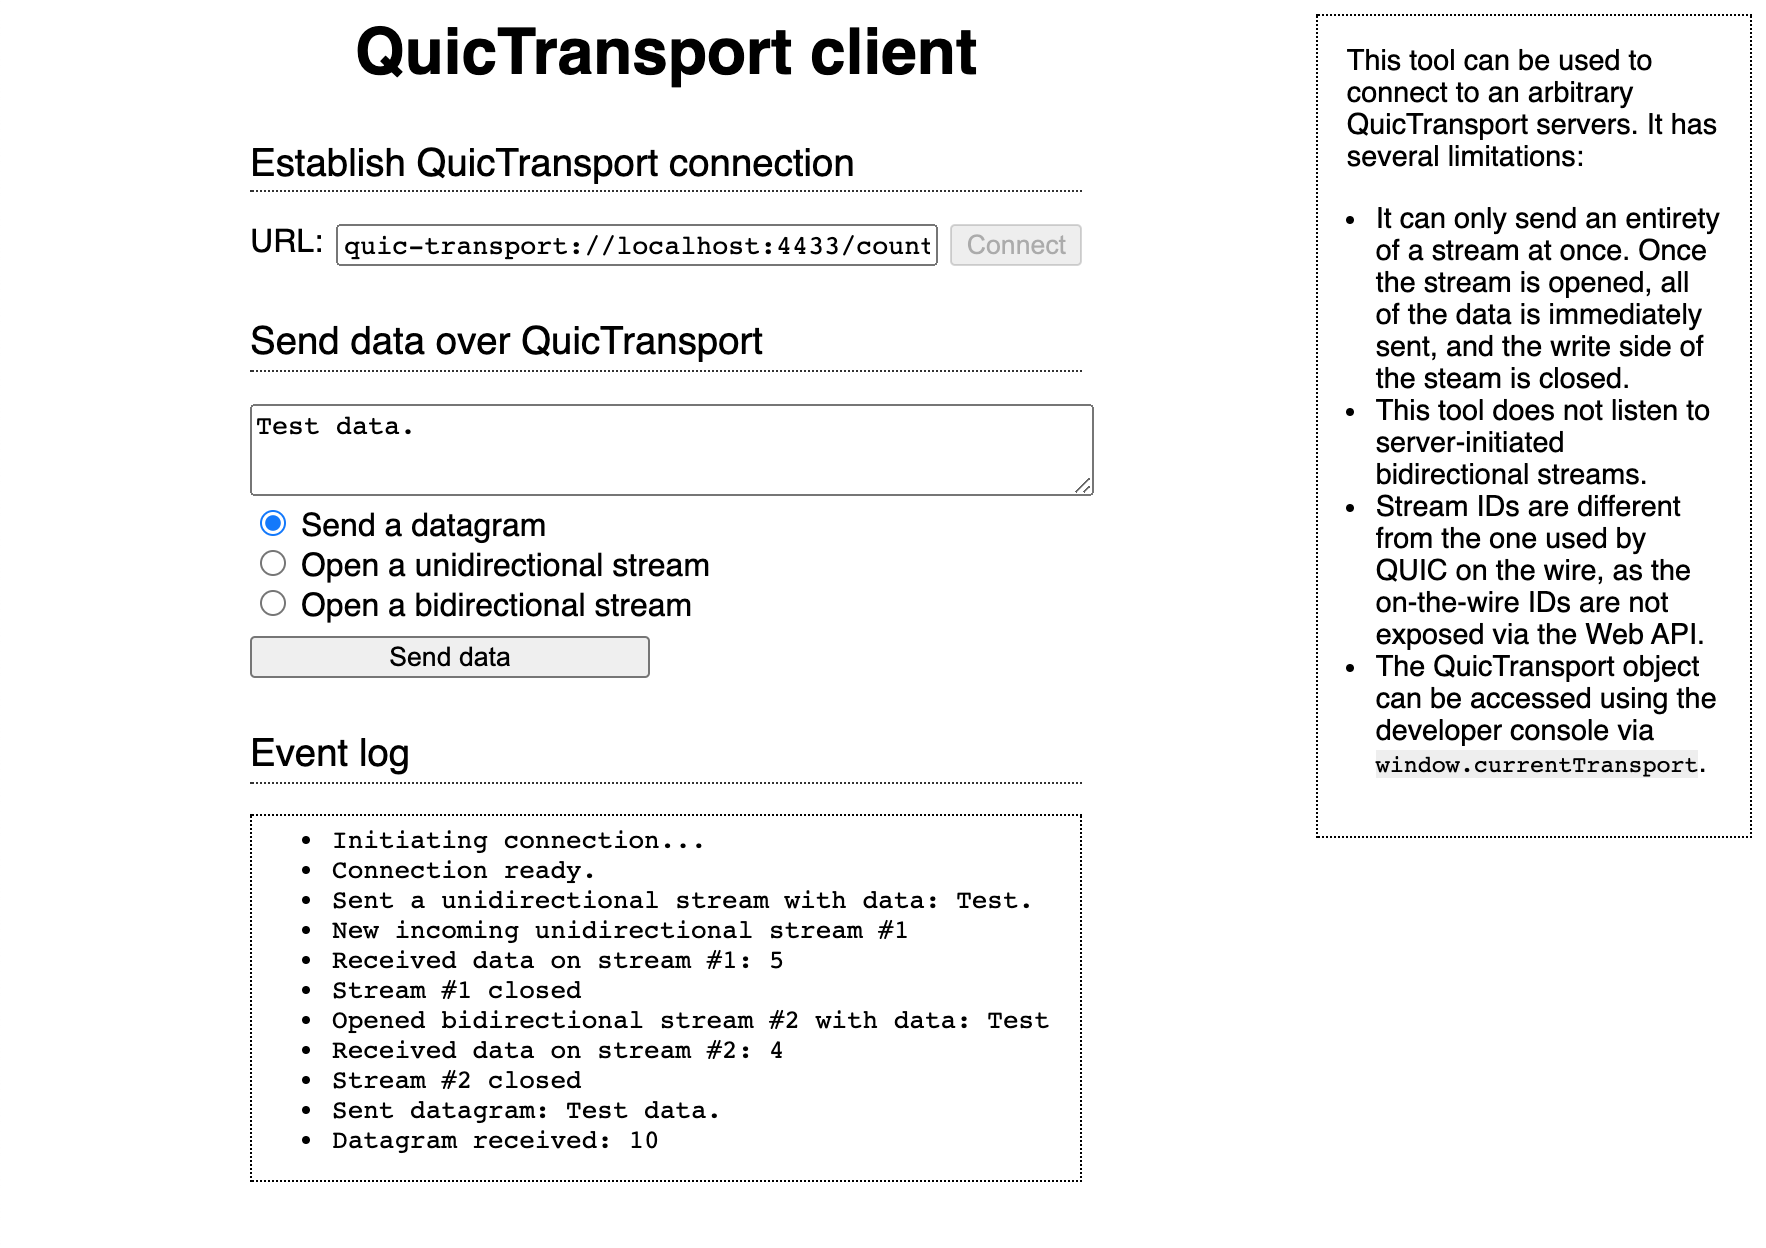 QuicTransport client
Establish QuicTransport connection
URL: quic-transport://localhost:4433/count Connect
Send data over QuicTransport
Test data.
Send a datagram
Open a unidirectional stream
Open a bidirectional stream
Send data
Event log
• Initiating connection...
• Connection ready.
• Sent a unidirectional stream with data: Test.
• New incoming unidirectional stream #1
• Received data on stream #1: 5
• Stream #1 closed
• Opened bidirectional stream #2 with data: Test
• Received data on stream #2: 4
• Stream #2 closed
• Sent datagram: Test data.
• Datagram received: 10
This tool can be used to
connect to an arbitrary
QuicTransport servers. It has
several limitations:
• It can only send an entirety
of a stream at once. Once
the stream is opened, all
of the data is immediately
sent, and the write side of
the steam is closed.
• This tool does not listen to
server-initiated
bidirectional streams.
• Stream IDs are different
from the one used by
QUIC on the wire, as the
on-the-wire IDs are not
exposed via the Web API.
• The QuicTransport object
can be accessed using the
developer console via
window.currentTransport.